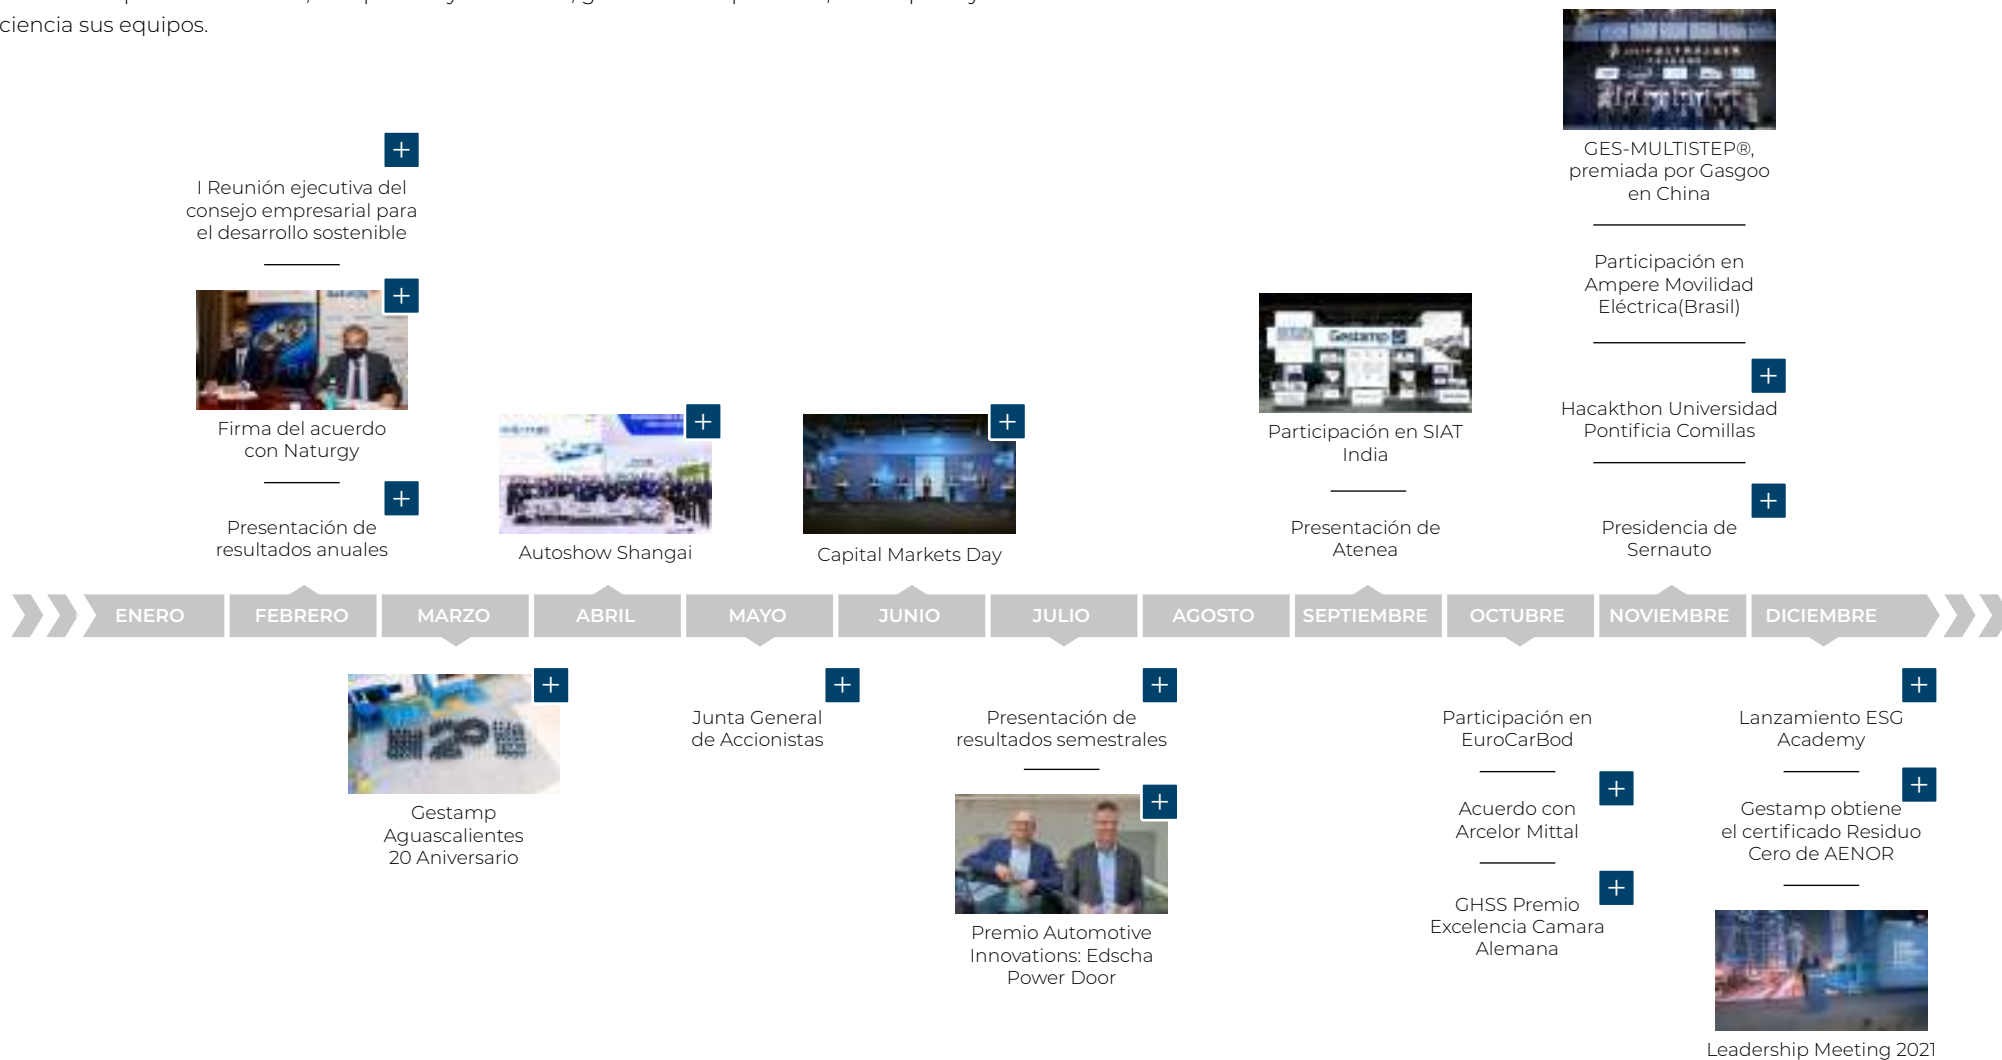 ciencia sus equipos.
I Reunión ejecutiva del
consejo empresarial para
el desarrollo sostenible
Firma del acuerdo
con Naturgy
Presentación de
resultados anuales
Autoshow Shangai
Capital Markets Day
Gestamp
Participación en SIAT
India
Presentación de
Atenea
GES-MULTISTEP®,
premiada por Gasgoo
en China
Participación en
Ampere Movilidad
Eléctrica(Brasil)
Hacakthon Universidad
Pontificia Comillas
Presidencia de
Sernauto
ENERO
FEBRERO
MARZO
ABRIL
MAYO
JUNIO
JULIO
AGOSTO
SEPTIEMBRE
OCTUBRE
NOVIEMBRE
DICIEMBRE
Gestamp
Aguascalientes
20 Aniversario
Junta General
de Accionistas
Presentación de
resultados semestrales
Premio Automotive
Innovations: Edscha
Power Door
Participación en
EuroCarBod
Acuerdo con
Arcelor Mittal
GHSS Premio
Excelencia Camara
Alemana
Lanzamiento ESG
Academy
Gestamp obtiene
el certificado Residuo
Cero de AENOR
Leadership Meeting 2021